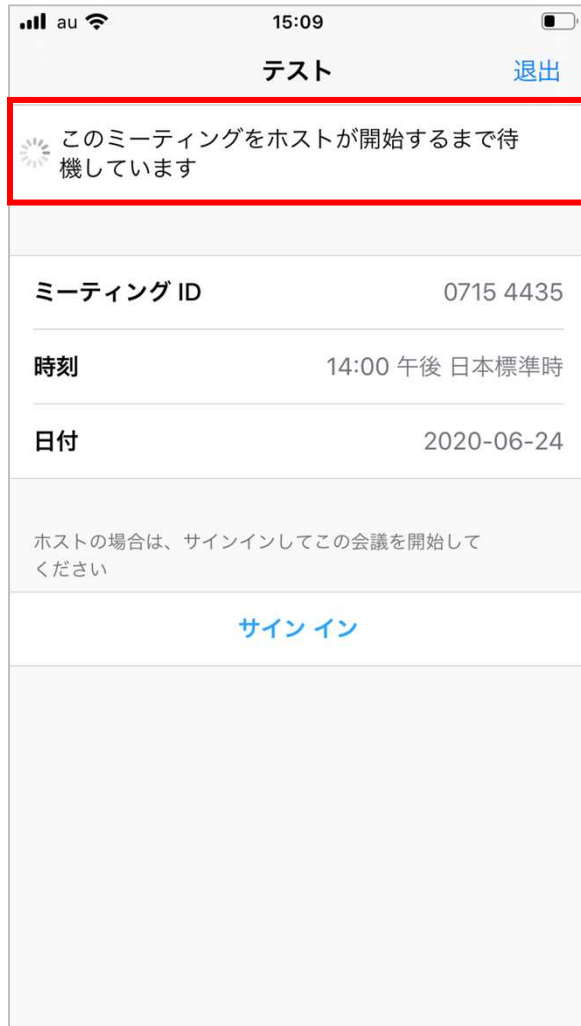 au 15:09
テスト 退出
このミーティングをホストが開始するまで待
機しています
ミーティング ID 0715 4435
時刻 14:00 午後 日本標準時
日付 2020-06-24
ホストの場合は、サインインしてこの会議を開始して
ください
サイン イン